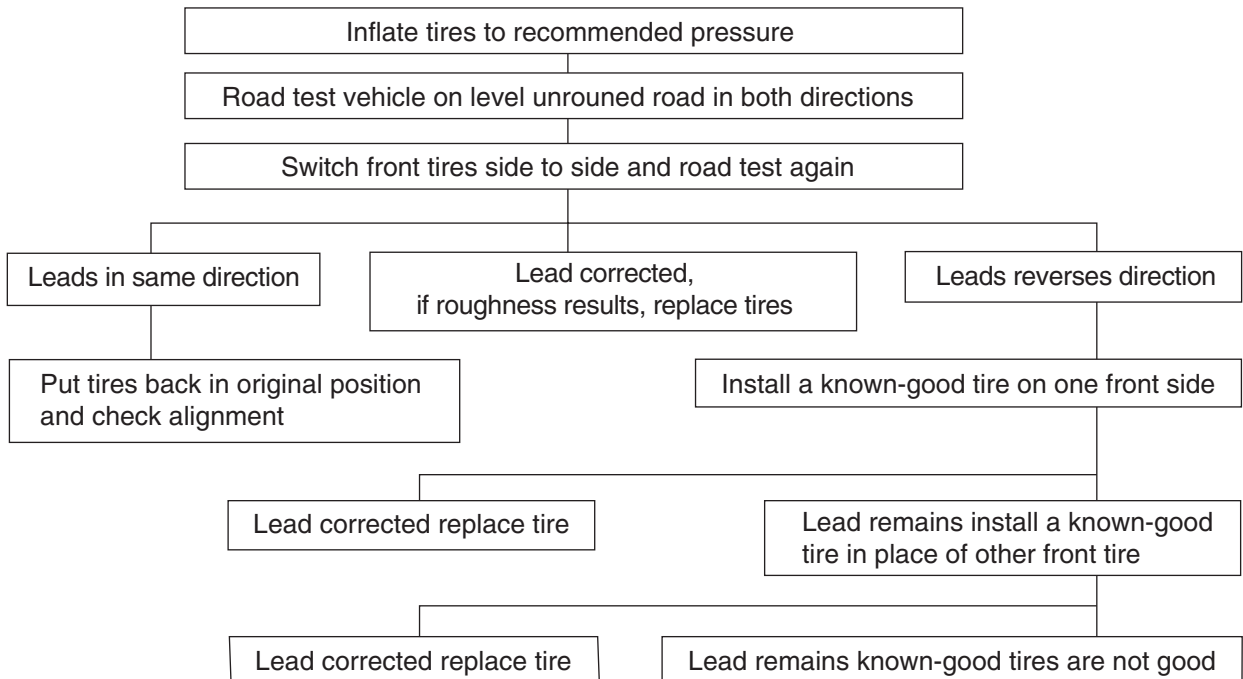 Inflate tires to recommended pressure
Road test vehicle on level unrouned road in both directions
Switch front tires side to side and road test again
Leads in same direction
Lead corrected,
if roughness results, replace tires
Leads reverses direction
Put tires back in original position
and check alignment
Install a known-good tire on one front side
Lead corrected replace tire
Lead remains install a known-good
tire in place of other front tire
Lead corrected replace tire
Lead remains known-good tires are not good